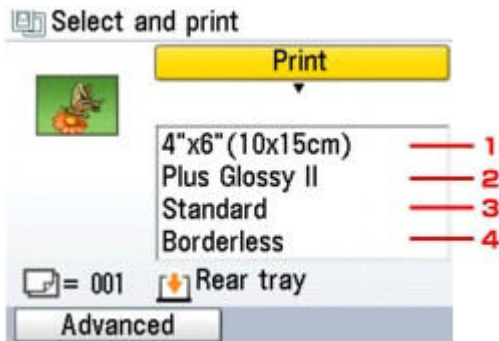 Select and print
Print
4"x6"(10x15cm) 1
Plus Glossy II 2
Standard 3
Borderless 4
= 001 Rear tray
Advanced